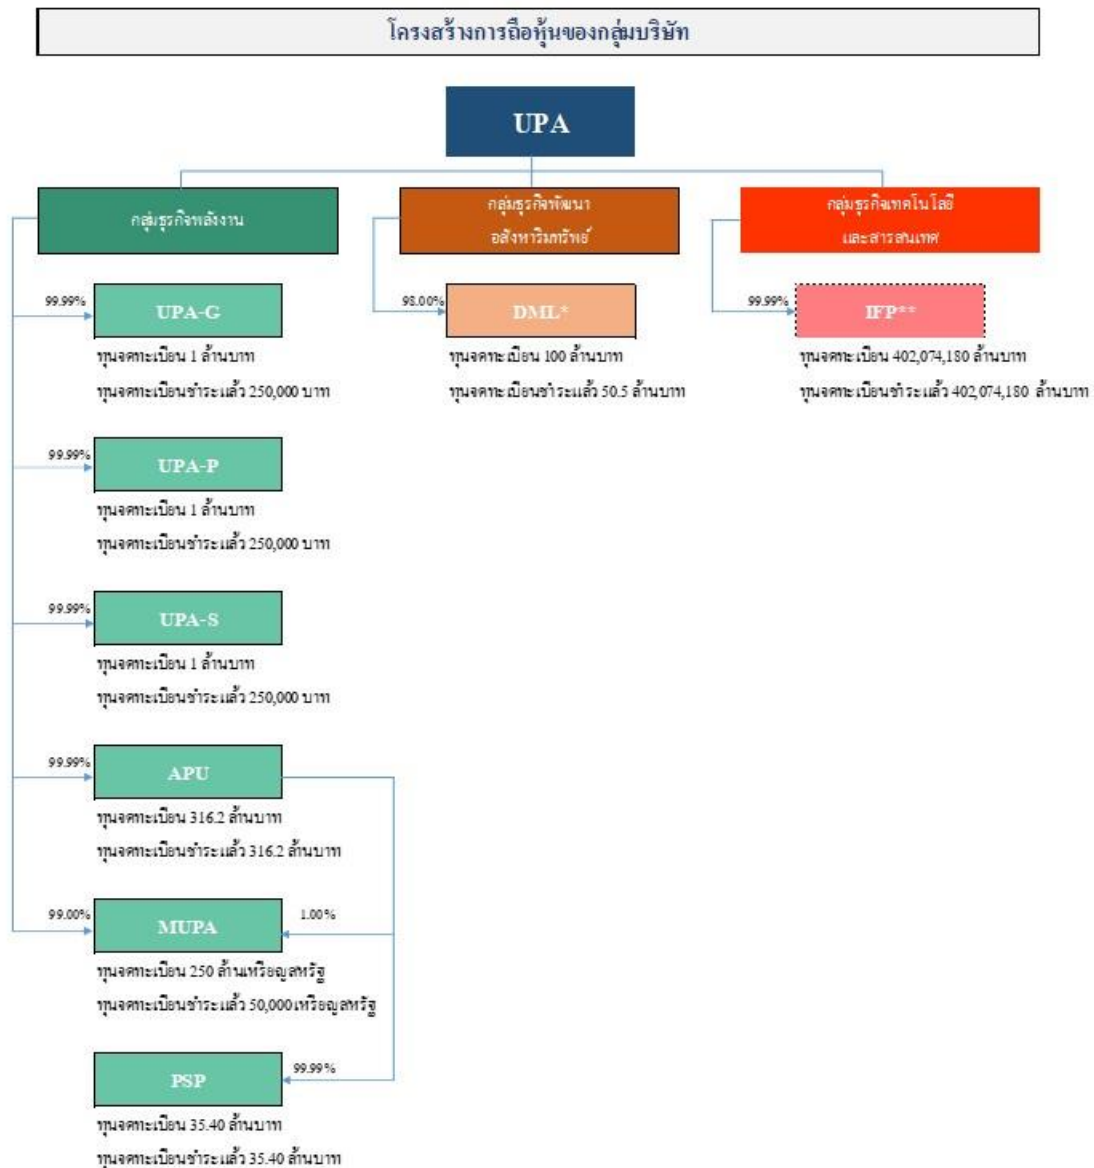 โครงสร้างการถือหุ้นของกลุ่มบริษัท
UPA
กลุ่มธุรกิจพลังงาน
กลุ่มธุรกิจพัฒนา
อสังหาริมทรัพย์
กลุ่มธุรกิจเทคโนโลยี
และสารสนเทศ
99.99%
UPA-G
ทุนจดทะเบียน 1 ล้านบาท
ทุนจดทะเบียนชำระแล้ว 250,000 บาท
98.00%
DML*
ทุนจดทะเบียน 100 ล้านบาท
ทุนจดทะเบียนชำระแล้ว 50.5 ล้านบาท
99.99%
IFP**
ทุนจดทะเบียน 402,074,180 ล้านบาท
ทุนจดทะเบียนชำระแล้ว 402,074,180 ล้านบาท
99.99%
UPA-P
ทุนจดทะเบียน 1 ล้านบาท
ทุนจดทะเบียนชำระแล้ว 250,000 บาท
99.99%
UPA-S
ทุนจดทะเบียน 1 ล้านบาท
ทุนจดทะเบียนชำระแล้ว 250,000 บาท
99.99%
APU
ทุนจดทะเบียน 316.2 ล้านบาท
ทุนจดทะเบียนชำระแล้ว 316.2 ล้านบาท
99.00%
MUPA
1.00%
ทุนจดทะเบียน 250 ล้านเหรียญสหรัฐ
ทุนจดทะเบียนชำระแล้ว 50,000 เหรียญสหรัฐ
PSP
99.99%
ทุนจดทะเบียน 35.40 ล้านบาท
ทุนจดทะเบียนชำระแล้ว 35.40 ล้านบาท